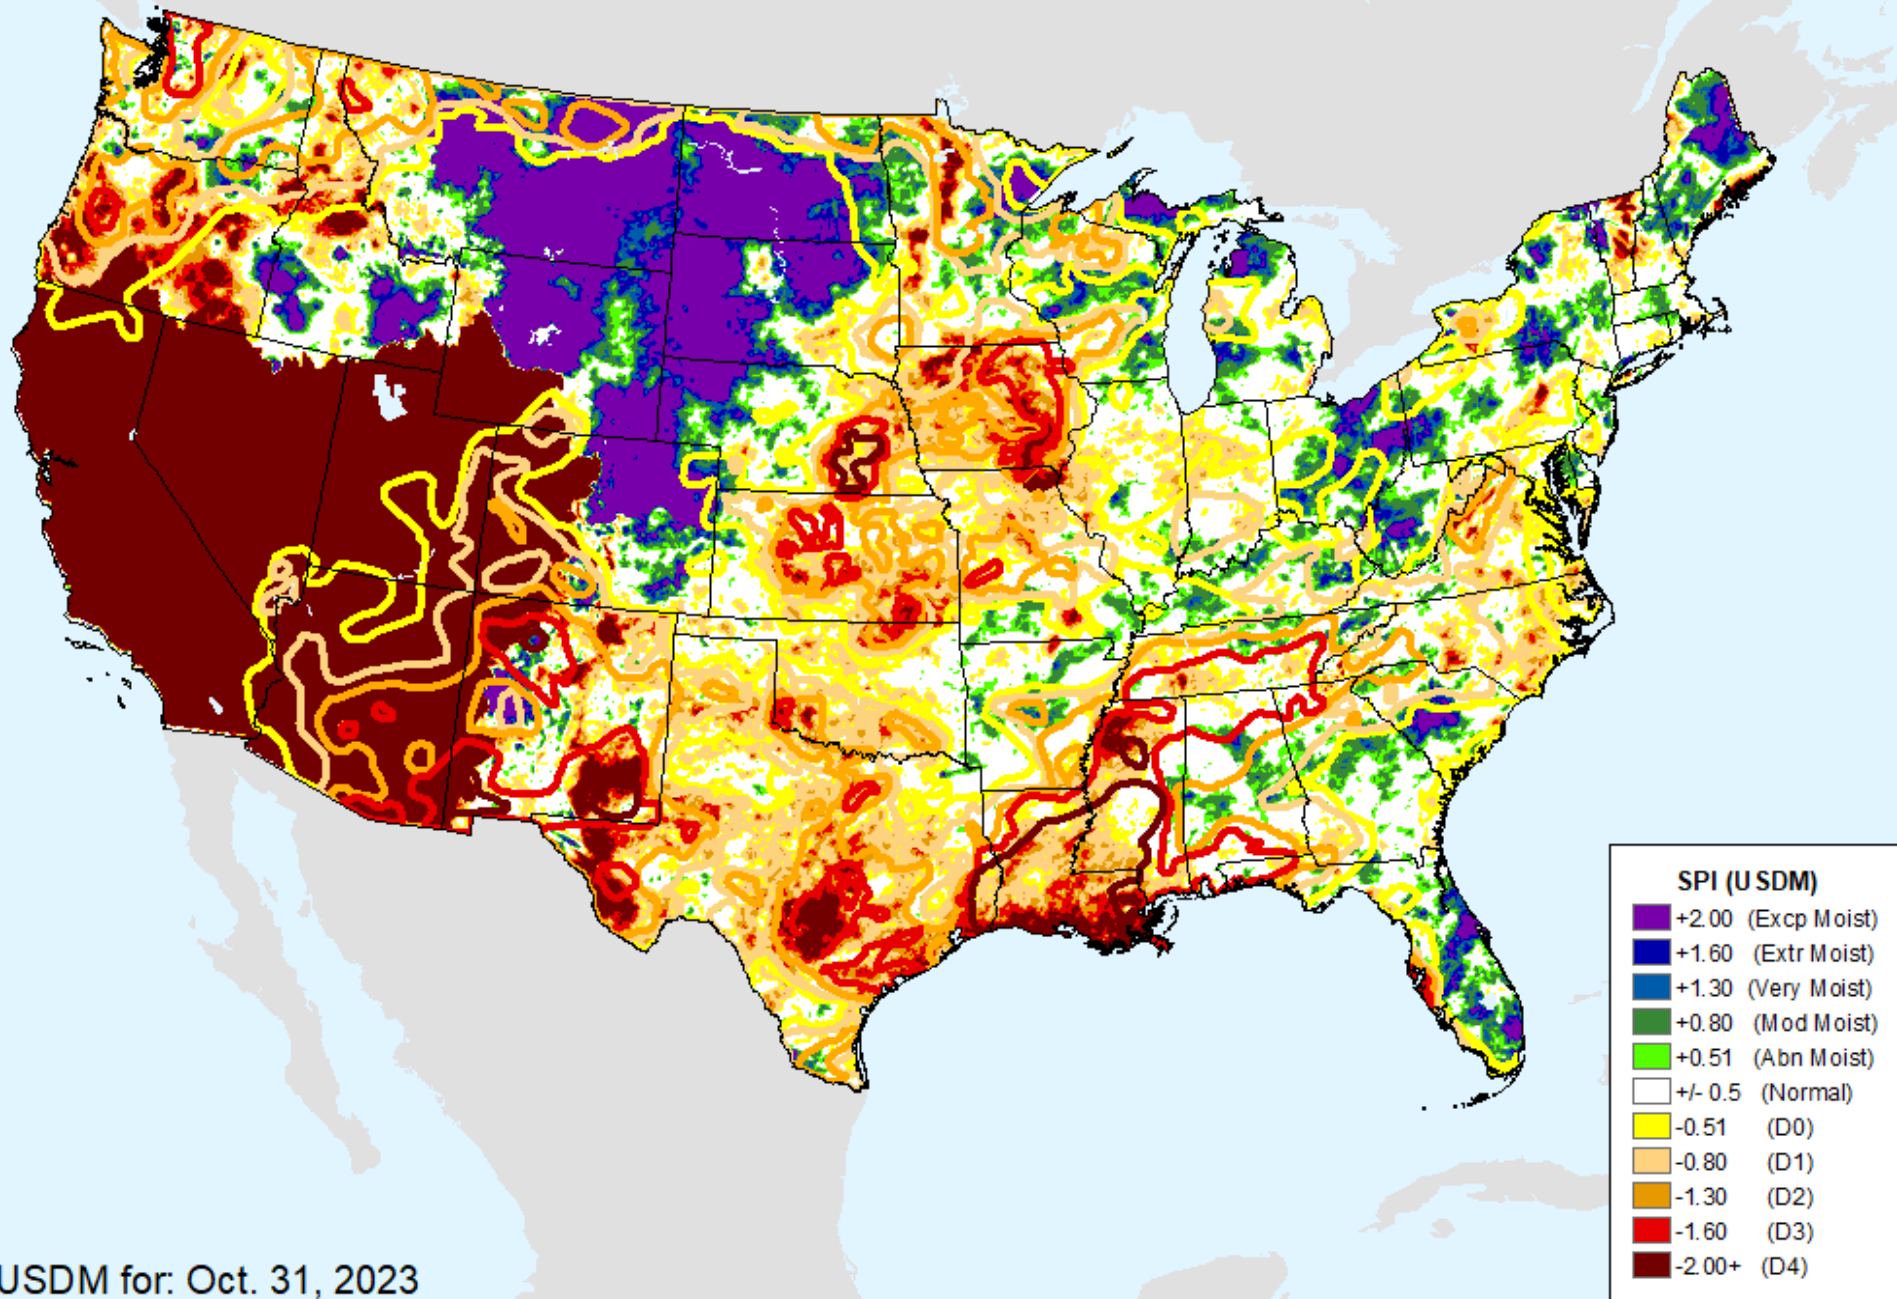 SPI (USDM)
+2.00 (Excp Moist)
+1.60 (Extr Moist)
+1.30 (Very Moist)
+0.80 (Mod Moist)
+0.51 (Abn Moist)
+/- 0.5 (Normal)
-0.51 (D0)
-0.80 (D1)
-1.30 (D2)
-1.60 (D3)
-2.00+ (D4)
USDM for: Oct. 31, 2023